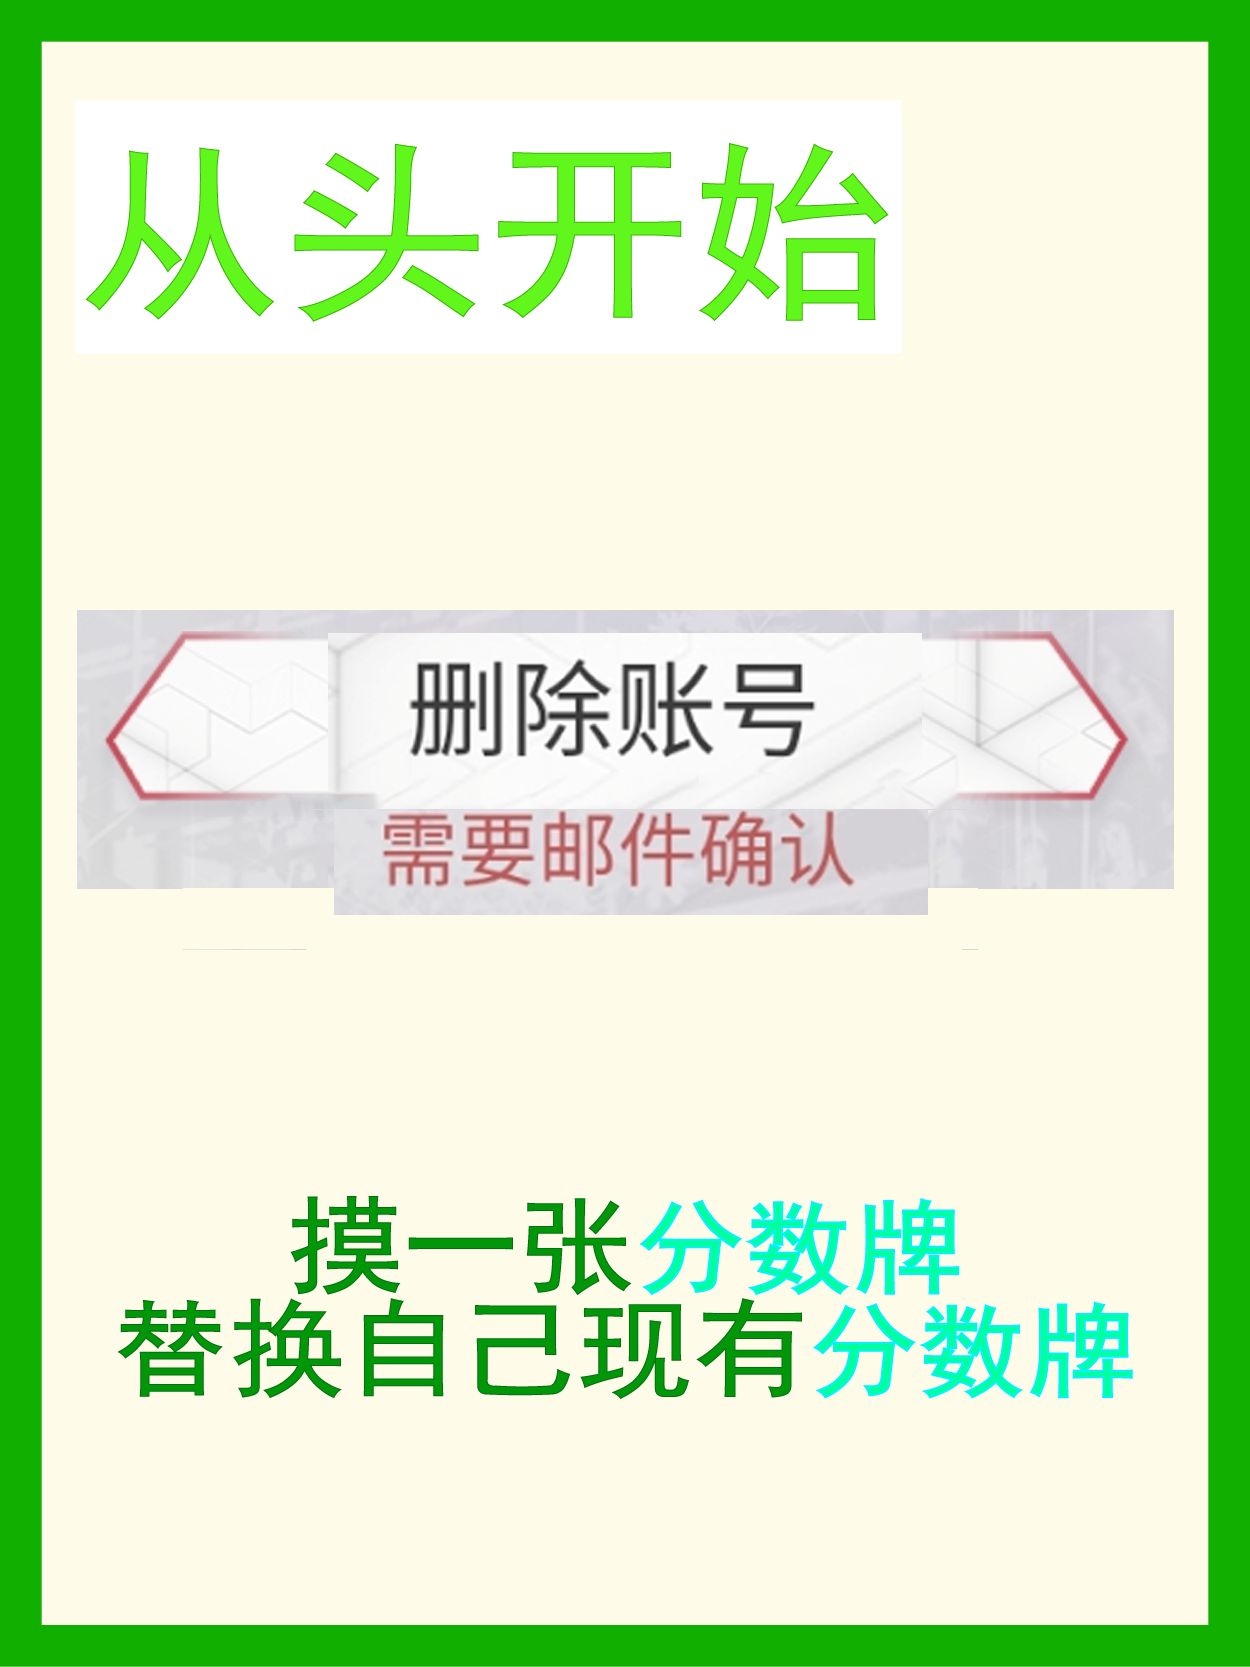 从头开始
删除账号
需要邮件确认
摸一张分数牌
替换自己现有分数牌